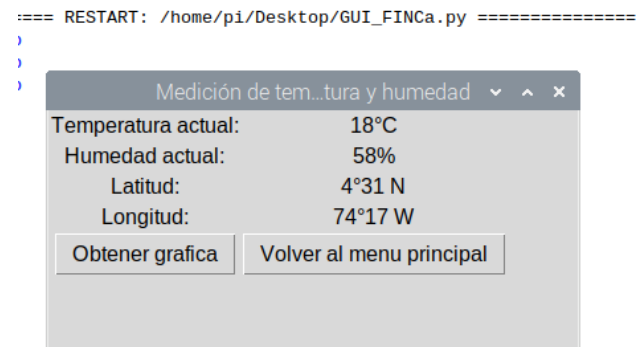 ==== RESTART: /home/pi/Desktop/GUI_FINCa.py ===============
Medición de tem...tura y humedad
Temperatura actual: 18°C
Humedad actual: 58%
Latitud: 4°31 N
Longitud: 74°17 W
Obtener grafica Volver al menu principal